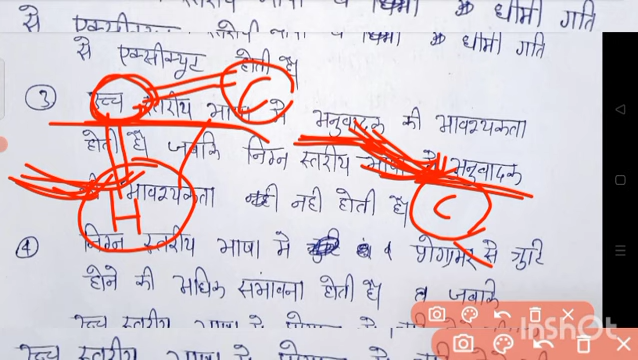 से धीमी गति
से एक्सीक्यूट होती है
3 उच्च स्तरीय भाषा में अनुवादक की आवश्यकता
होती है जबकि निम्न स्तरीय भाषा में अनुवादक
की आवश्यकता नही होती है
H
C
C
4 निम्न स्तरीय भाषा मे प्रोग्रामर से त्रुटि
होने की अधिक संभावना होती है जबकि
उच्च स्तरीय भाषा मे
InShOt